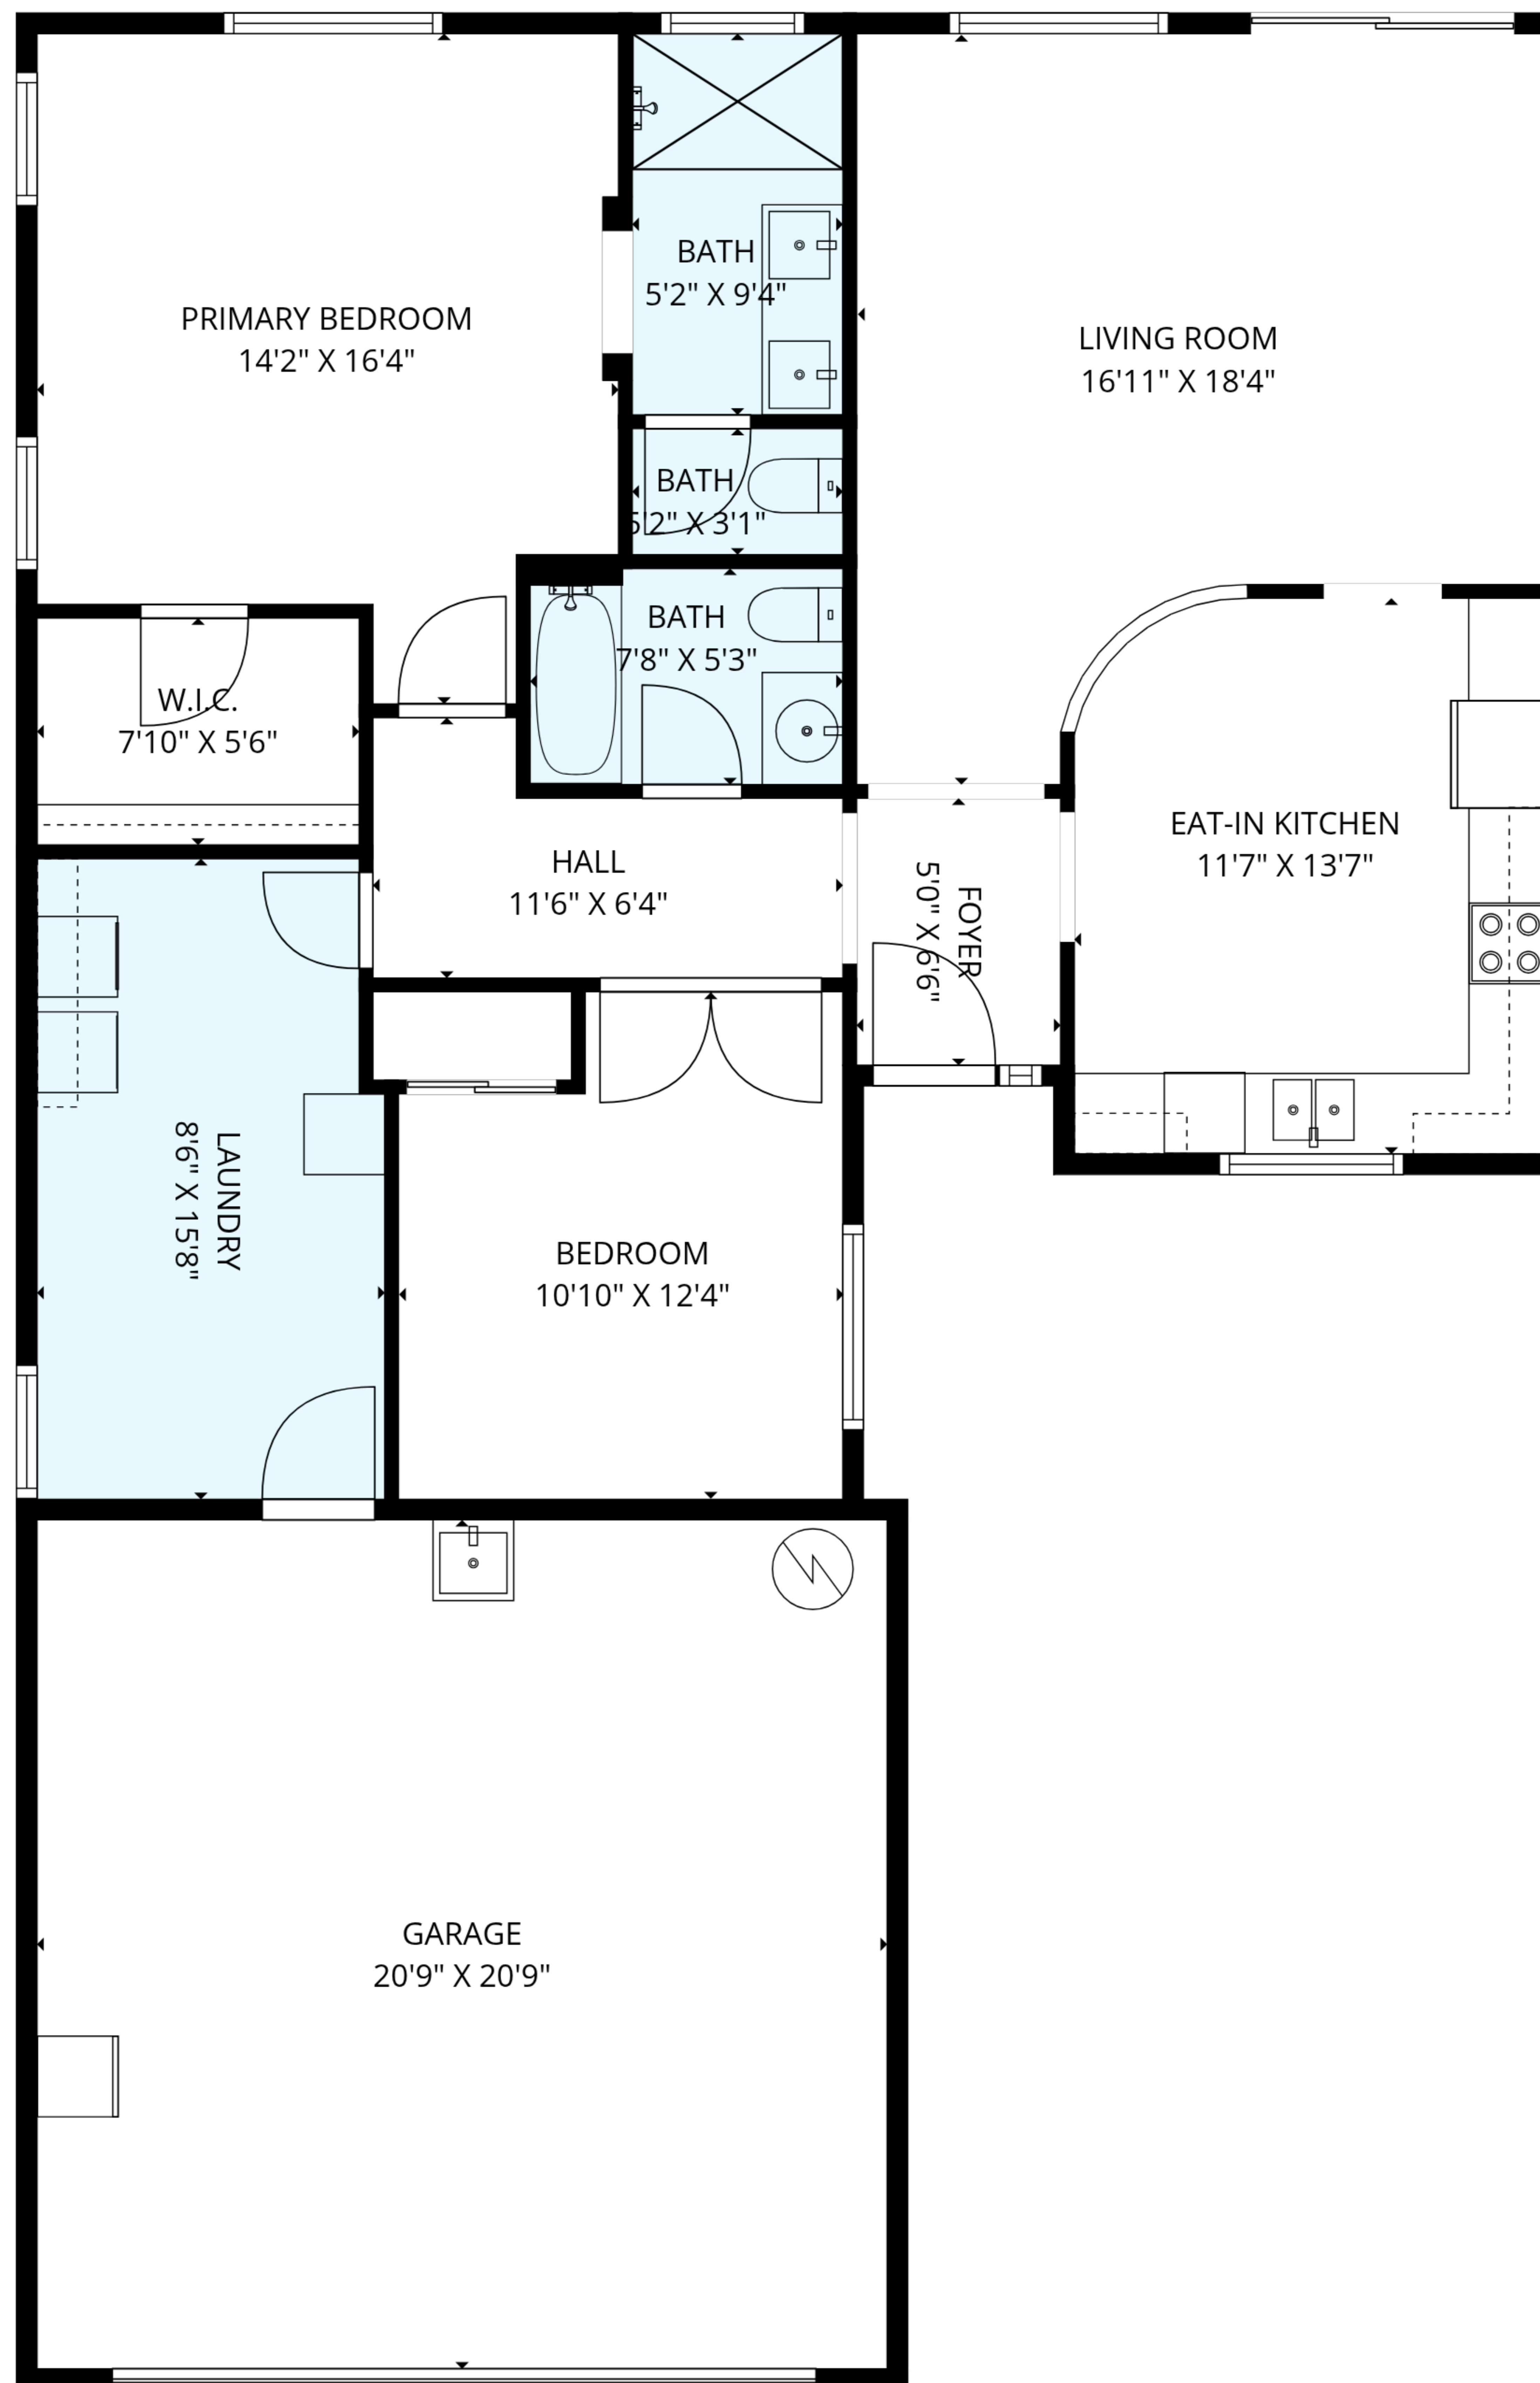 PRIMARY BEDROOM
14'2" X 16'4"
BATH
5'2" X 9'4"
LIVING ROOM
16'11" X 18'4"
BATH
5'2" X 3'1"
BATH
7'8" X 5'3"
W.I.C.
7'10" X 5'6"
HALL
11'6" X 6'4"
FOYER
5'0" X 6'6"
EAT-IN KITCHEN
11'7" X 13'7"
LAUNDRY
8'6" X 15'8"
BEDROOM
10'10" X 12'4"
GARAGE
20'9" X 20'9"